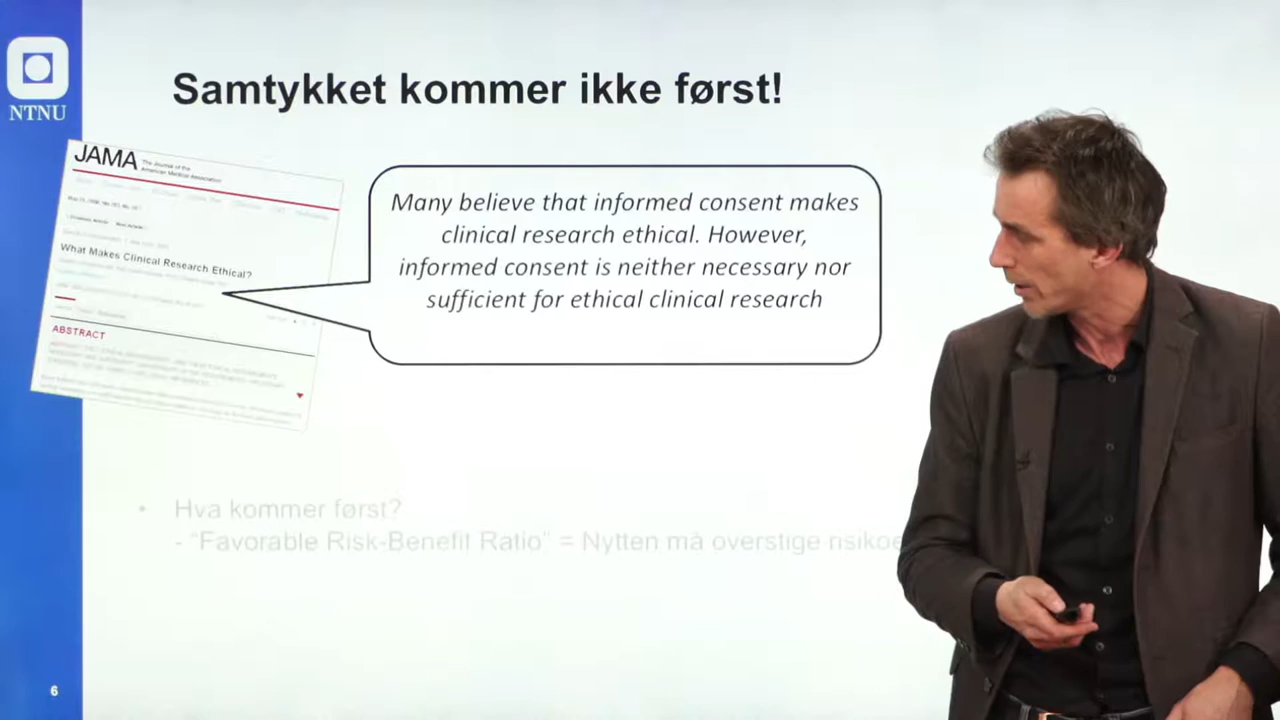 NTNU
Samtykket kommer ikke først!
JAMA The Journal of the
American Medical Association
What Makes Clinical Research Ethical?
ABSTRACT
Many believe that informed consent makes
clinical research ethical. However,
informed consent is neither necessary nor
sufficient for ethical clinical research
• Hva kommer først?
- “Favorable Risk-Benefit Ratio” = Nytten må overstige
6